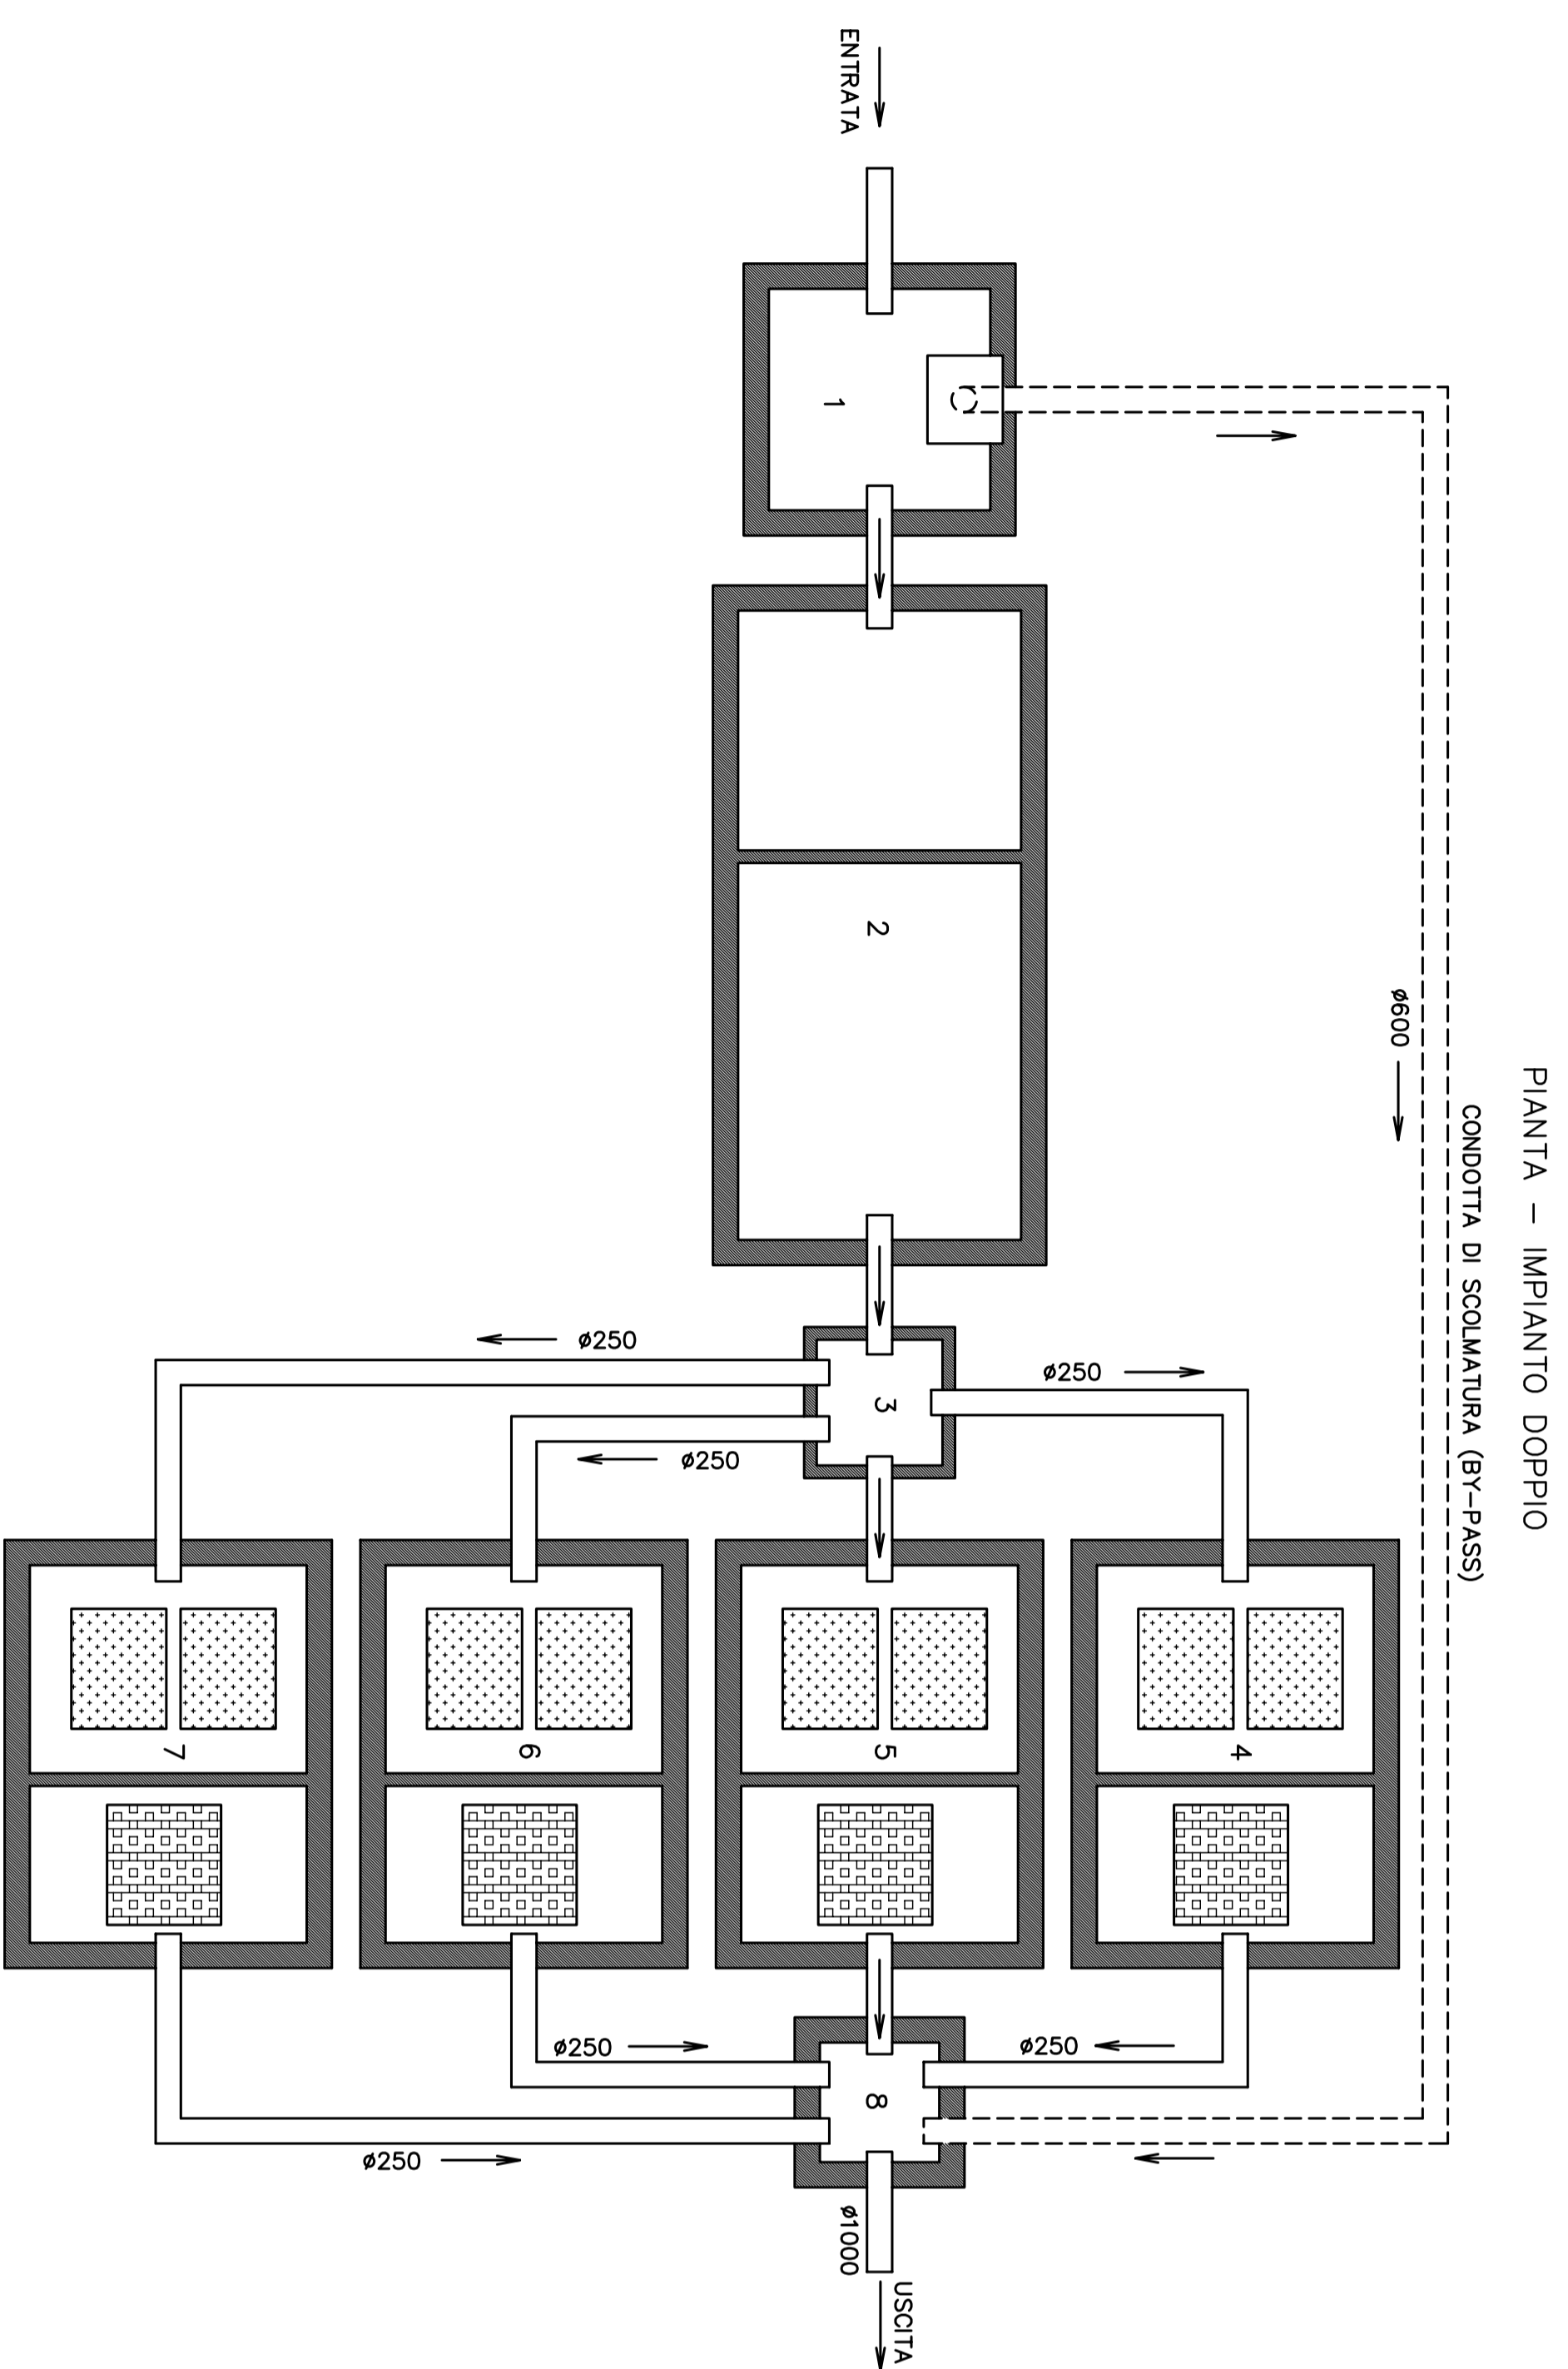 PIANTA - IMPIANTO DOPPIO
CONDOTTA DI SCOLMATURA (BY-PASS)
ø600
ENTRATA
1
2
3
ø250
ø250
ø250
4
5
6
7
ø250
ø250
ø250
8
ø1000
USCITA